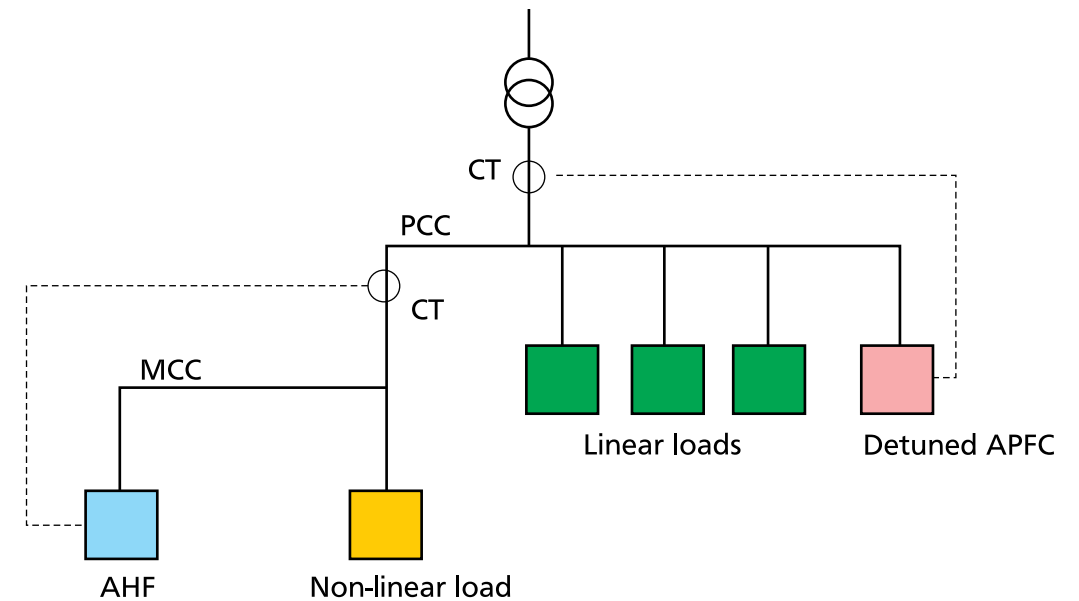 CT
PCC
CT
MCC
Linear loads
Detuned APFC
AHF
Non-linear load